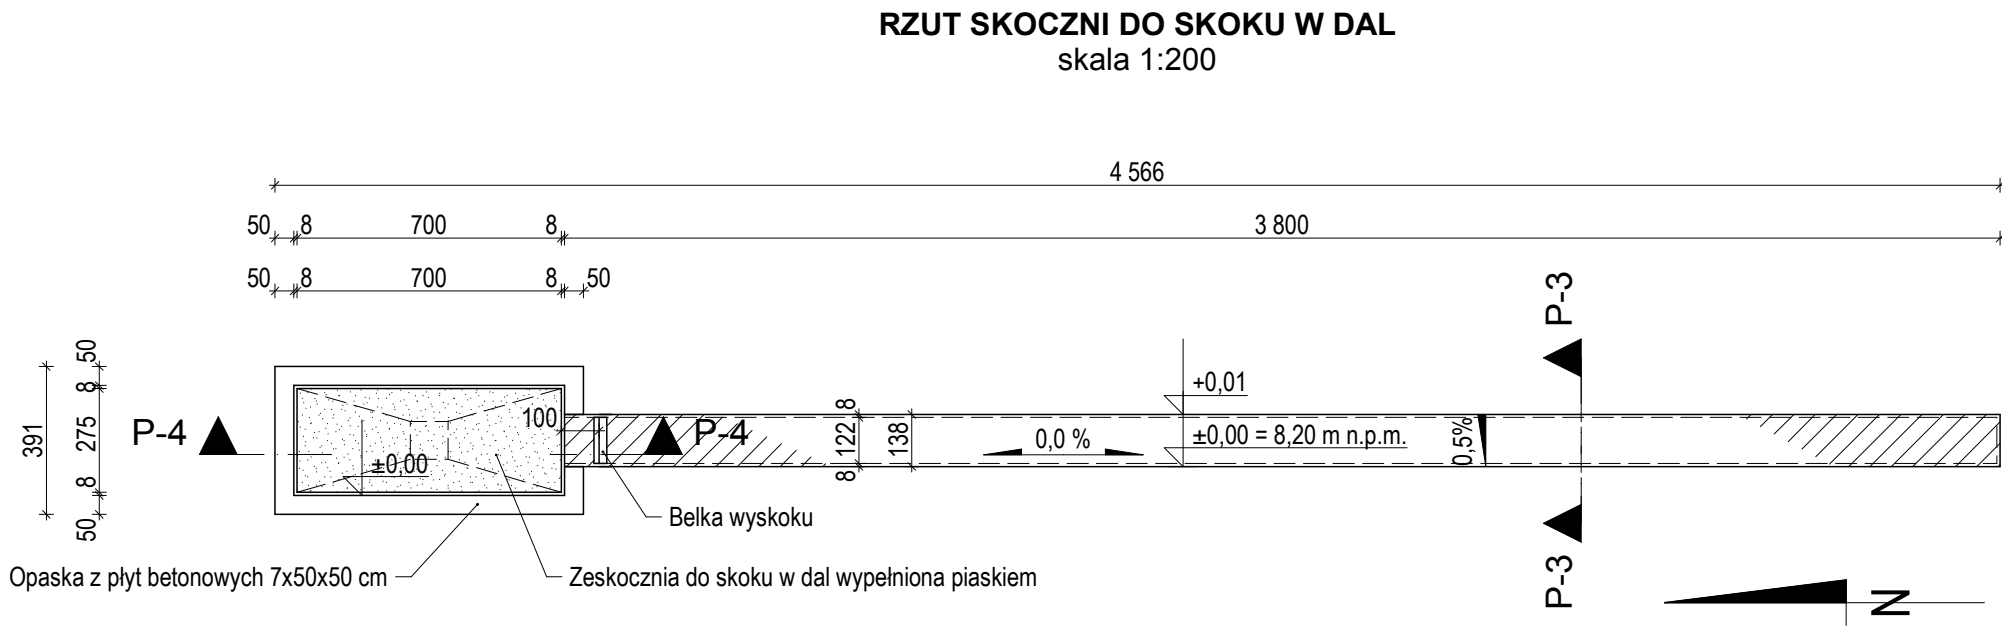 RZUT SKOCZNI DO SKOKU W DAL
skala 1:200
4 566
50 8 700 8 3 800
50 8 700 8 50
P-3
391
50
8
275
8
50
P-4
±0,00
100
P-4
8
122
8
138
0,0 %
+0,01
±0,00 = 8,20 m n.p.m.
0,5%
Belka wyskoku
Opaska z płyt betonowych 7x50x50 cm
Zeskocznia do skoku w dal wypełniona piaskiem
P-3
N